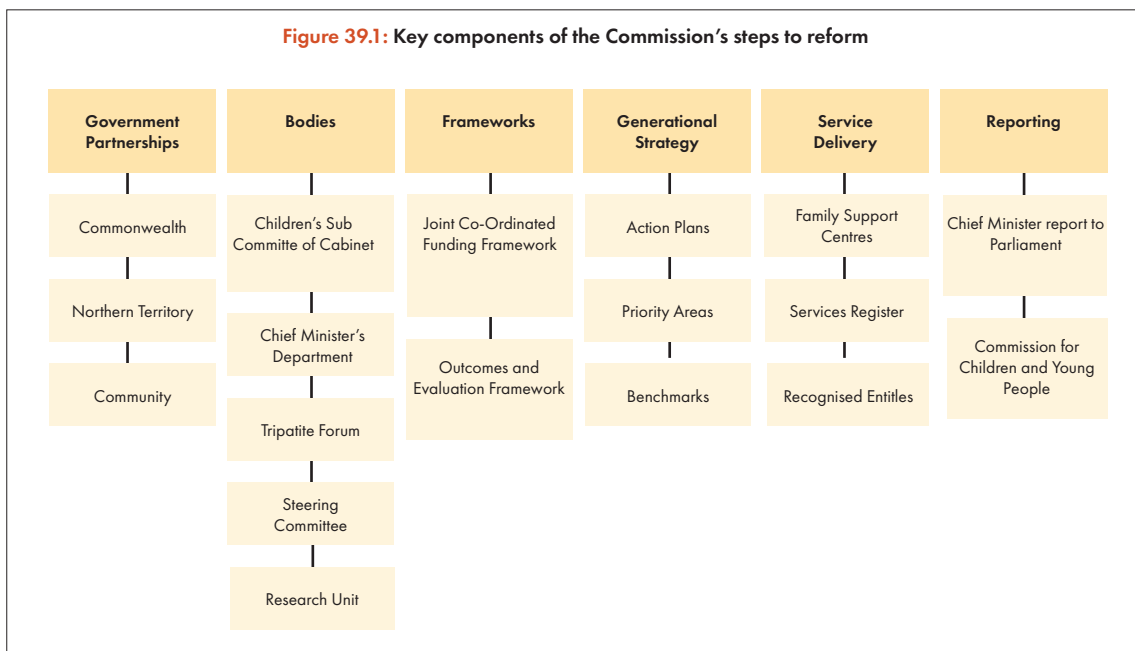 Figure 39.1: Key components of the Commission's steps to reform
Government
Partnerships
Commonwealth
Northern Territory
Community
Bodies
Children's Sub
Committe of Cabinet
Chief Minister's
Department
Tripatite Forum
Steering
Committee
Research Unit
Frameworks
Joint Co-Ordinated
Funding Framework
Outcomes and
Evaluation Framework
Generational
Strategy
Action Plans
Priority Areas
Benchmarks
Service
Delivery
Family Support
Centres
Services Register
Recognised Entitles
Reporting
Chief Minister report to
Parliament
Commission for
Children and Young
People